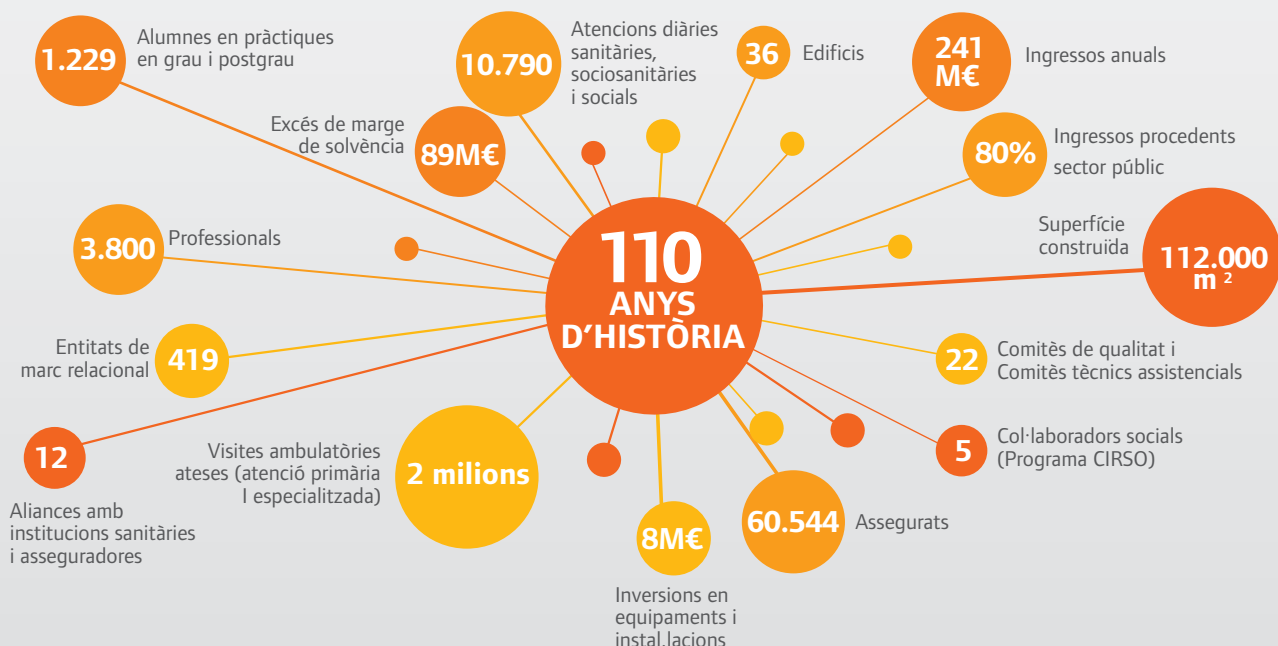 1.229
Alumnes en pràctiques
en grau i postgrau
10.790
Atencions diàries
sanitàries,
sociosanitàries
i socials
36
Edificis
241
M€
Ingressos anuals
Excés de marge
de solvència
89M€
80%
Ingressos procedents
sector públic
3.800
Professionals
110
ANYS
D'HISTÒRIA
Superfície
construïda
112.000
m ²
Entitats de
marc relacional
419
22
Comitès de qualitat i
Comitès tècnics assistencials
12
Aliances amb
institucions sanitàries
i asseguradores
Visites ambulatòries
ateses (atenció primària
I especialitzada)
2 milions
5
Col·laboradors socials
(Programa CIRSO)
8M€
Inversions en
equipaments i
instal.lacions
60.544
Assegurats